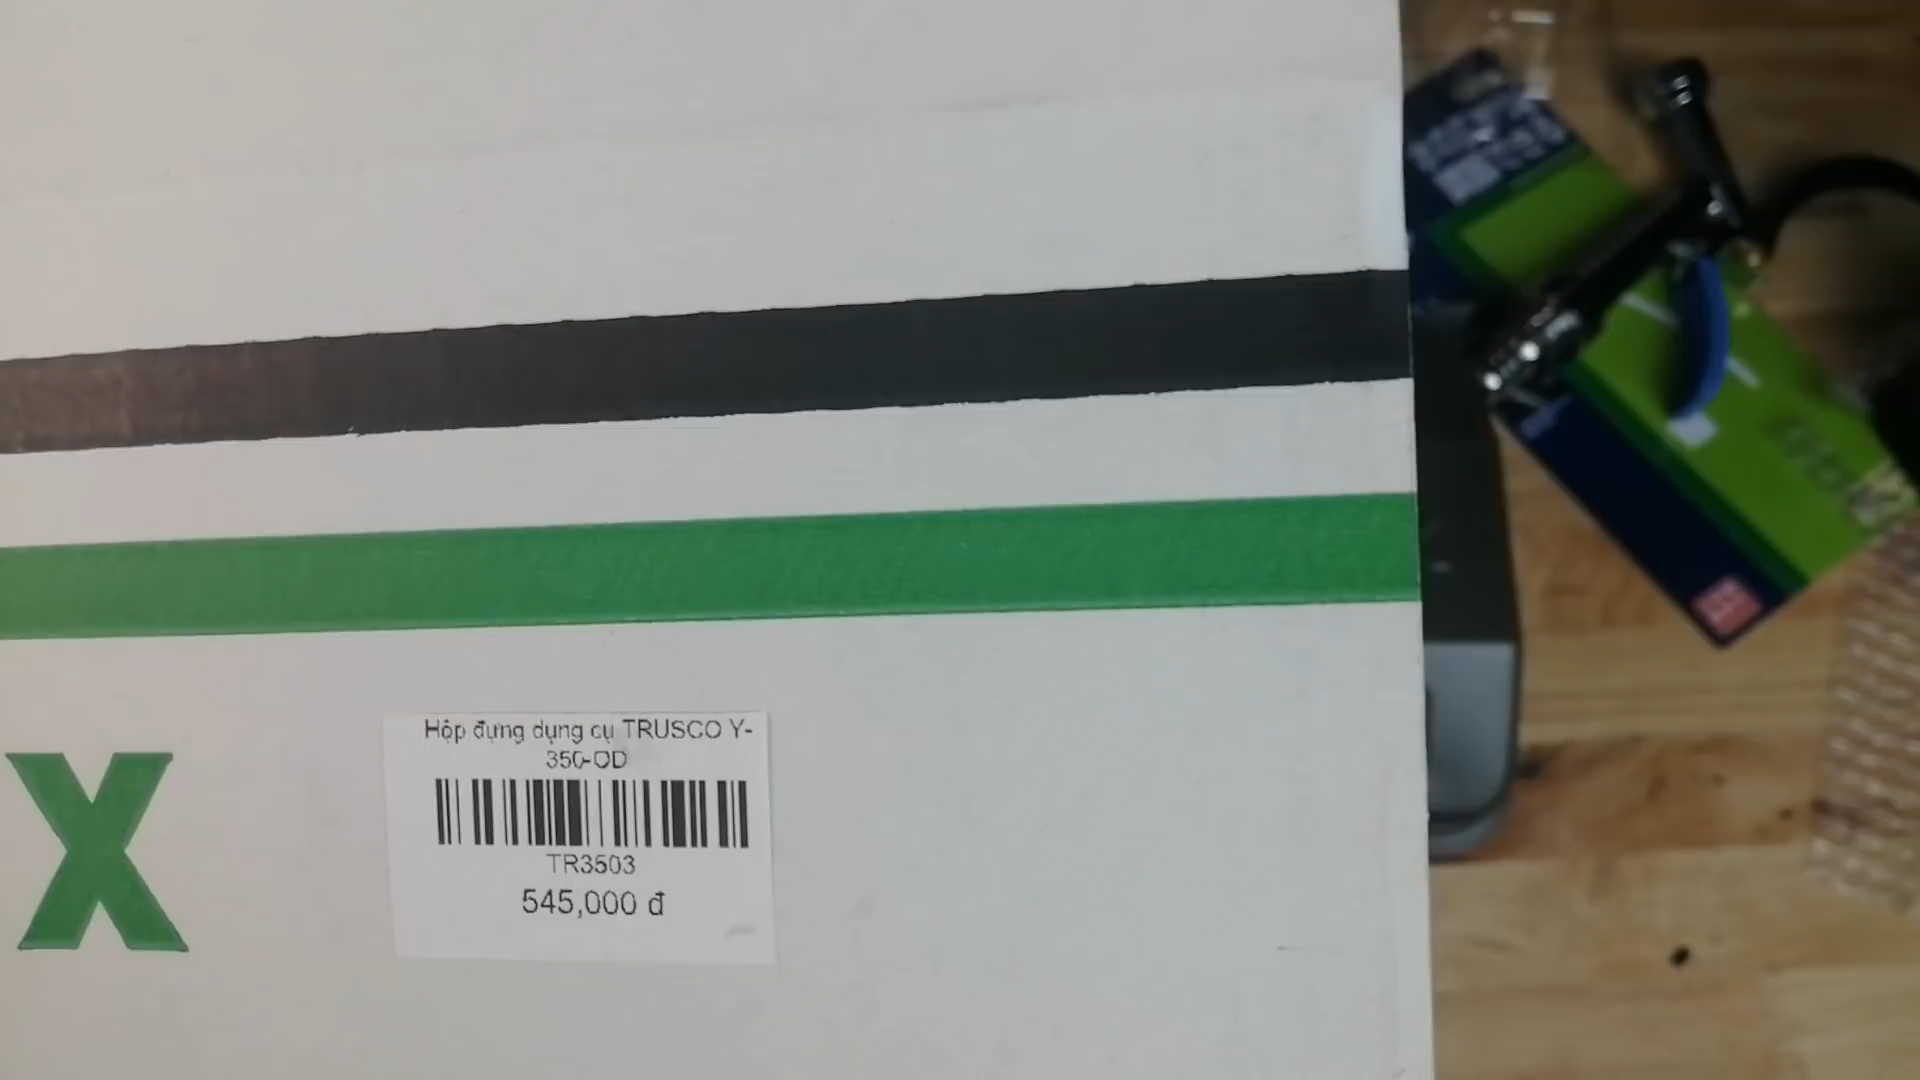 Hộp đựng dụng cụ TRUSCO Y-
350-OD
TR3503
545,000 đ
X